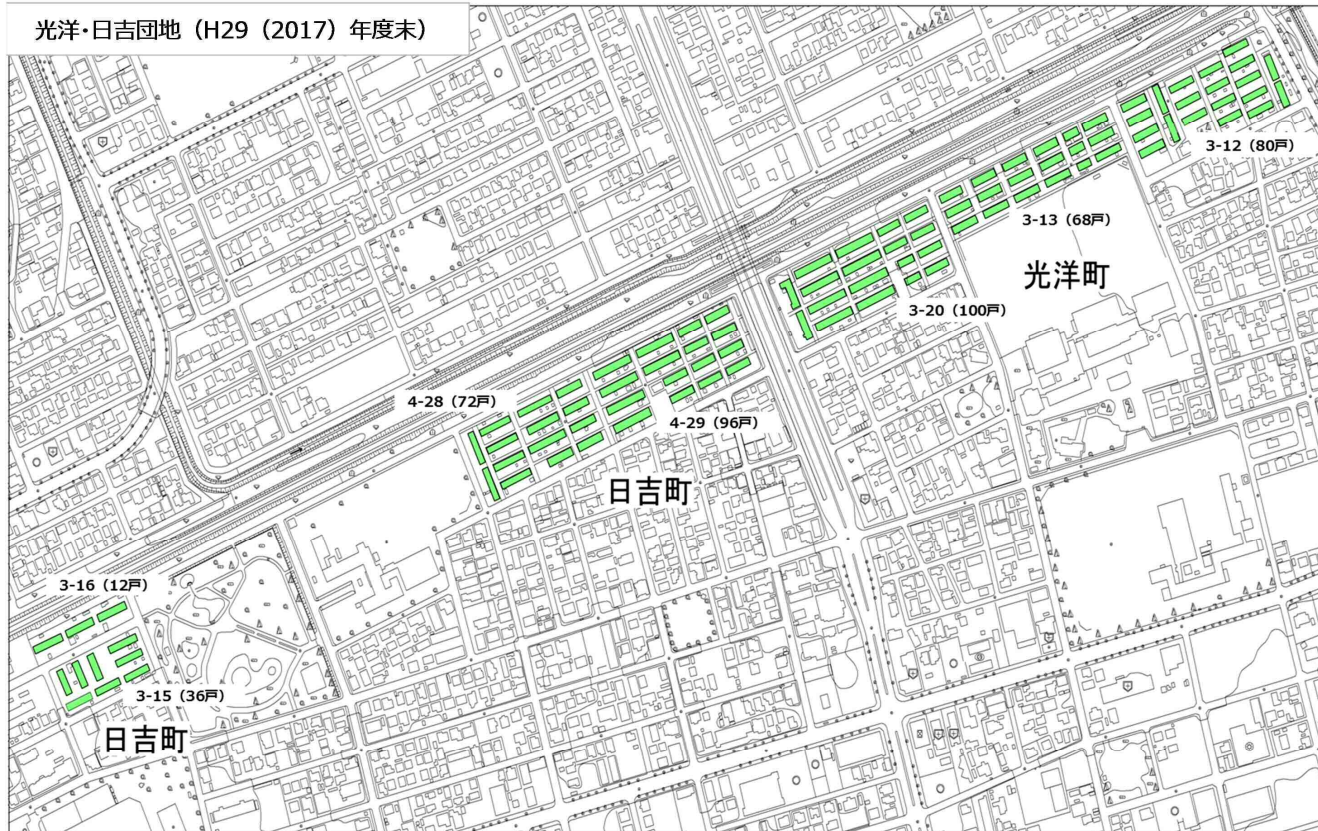 光洋・日吉団地（H29（2017）年度末）
3-12（80戸）
3-13（68戸）
光洋町
3-20（100戸）
4-28（72戸）
4-29（96戸）
日吉町
3-16（12戸）
3-15（36戸）
日吉町